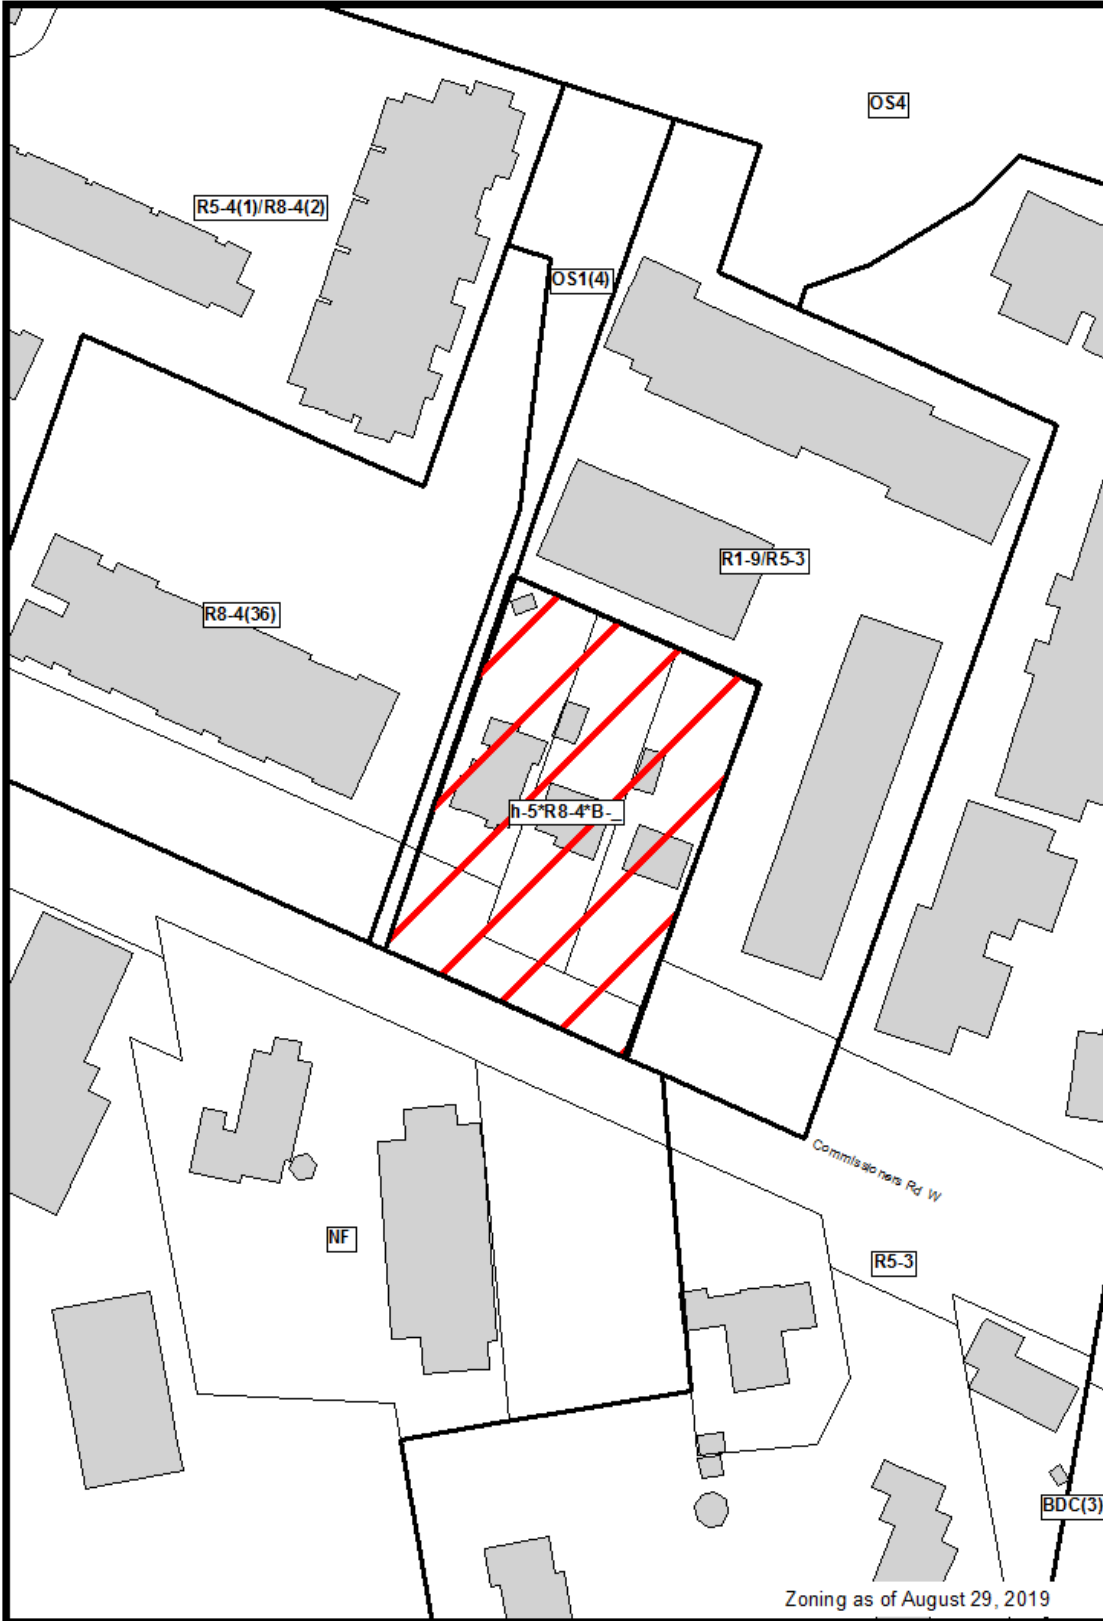 OS4
R5-4(1)/R8-4(2)
OS1(4)
R1-9/R5-3
R8-4(36)
h-5*R8-4*B-_
Commissioners Rd W
NF
R5-3
BDC(3)
Zoning as of August 29, 2019